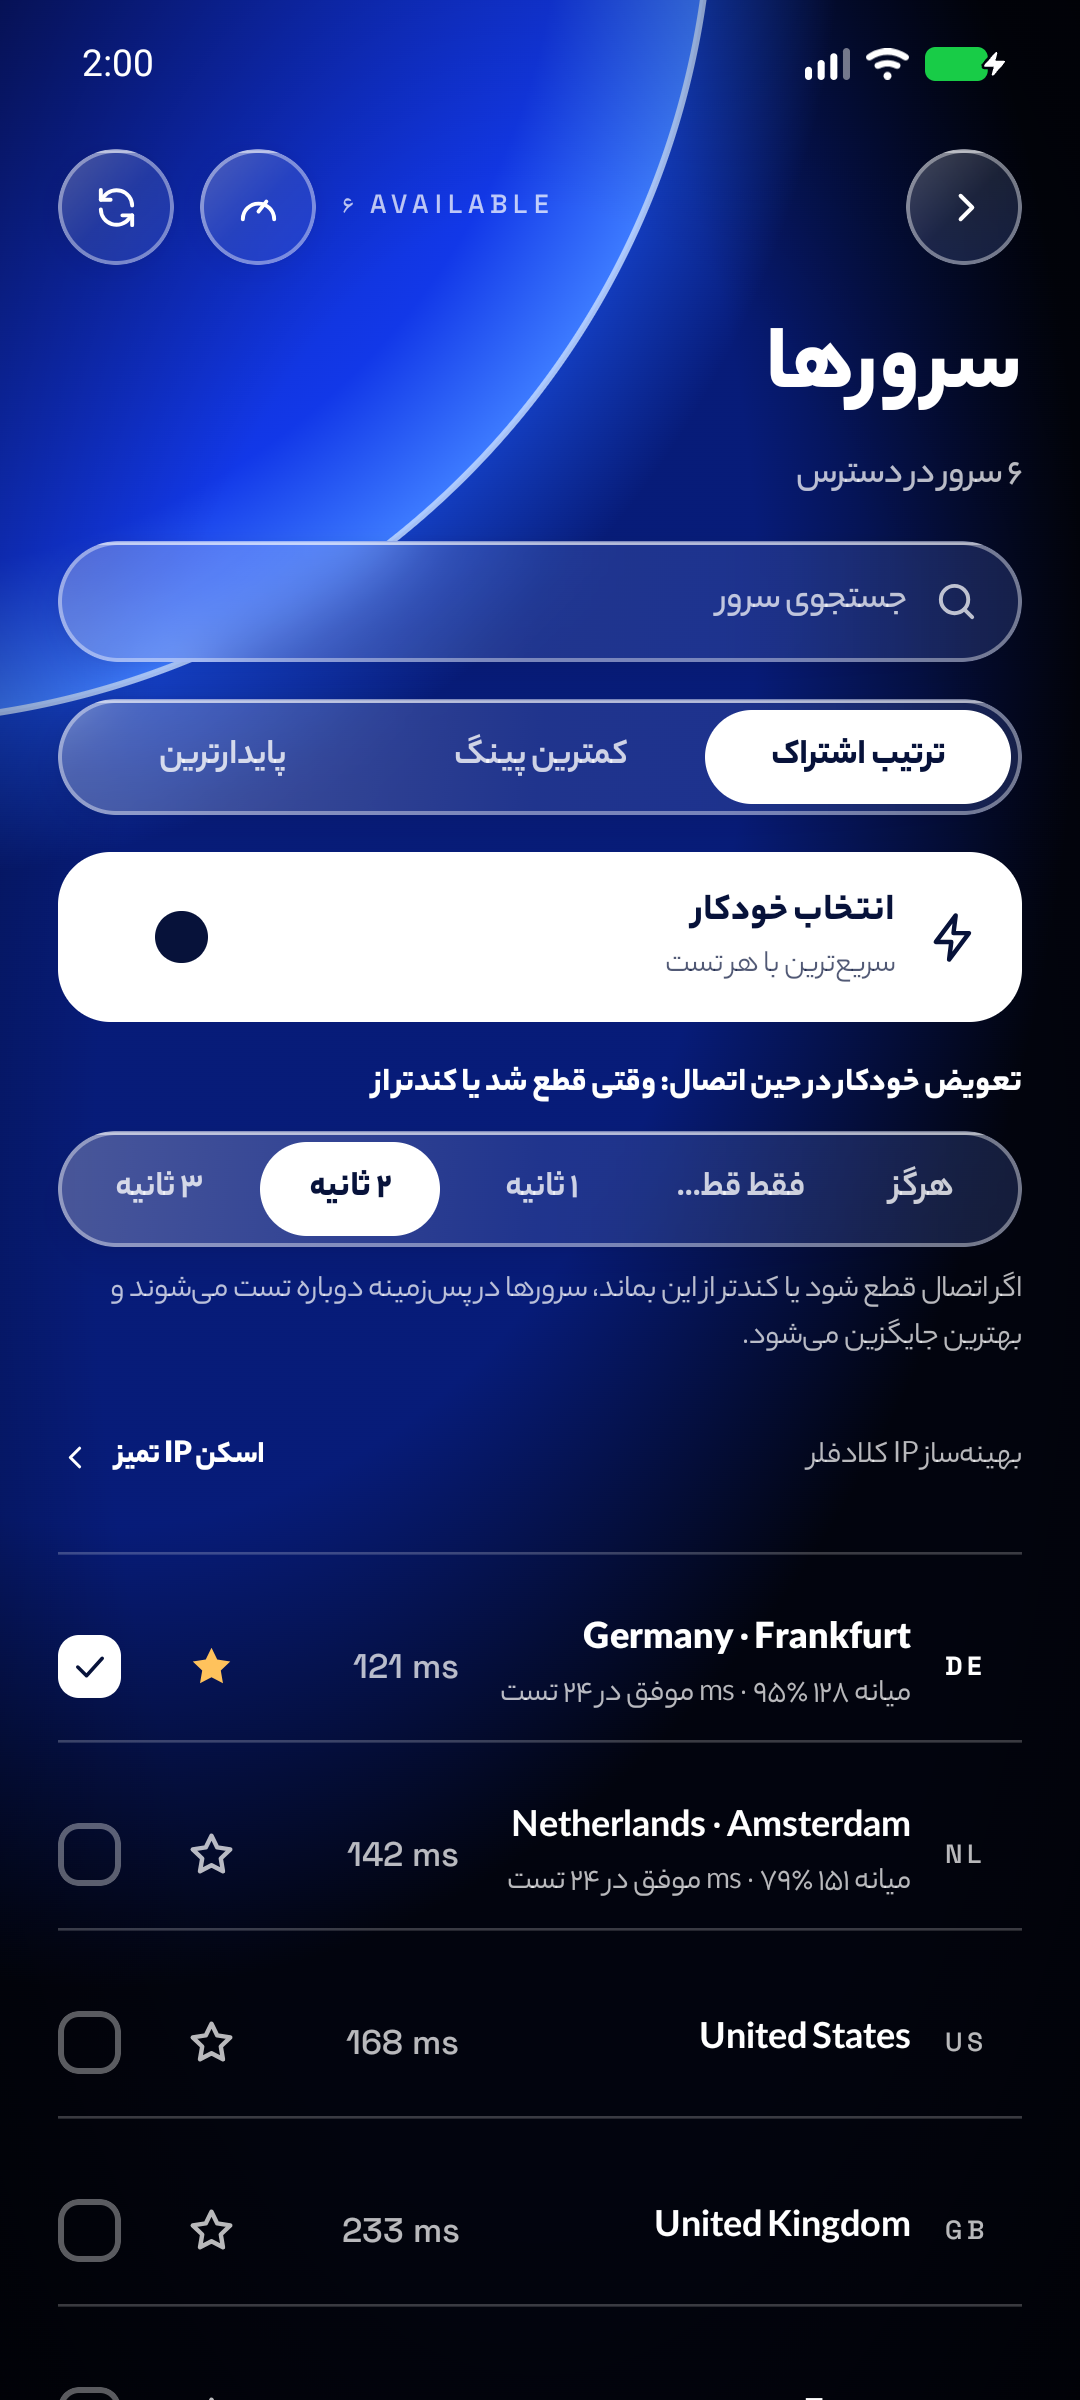 2:00
۶ AVAILABLE
سرورها
۶ سرور در دسترس
جستجوی سرور
ترتیب اشتراک
کمترین پینگ
پایدارترین
انتخاب خودکار
سریع‌ترین با هر تست
تعویض خودکار در حین اتصال: وقتی قطع شد یا کندتر از
هرگز
فقط قط...
۱ ثانیه
۲ ثانیه
۳ ثانیه
اگر اتصال قطع شود یا کندتر از این بماند، سرورها در پس‌زمینه دوباره تست می‌شوند و
بهترین جایگزین می‌شود.
بهینه‌ساز IP کلادفلر
اسکن IP تمیز
DE
Germany · Frankfurt
میانه ۱۲۸ ms · ۹۵% موفق در ۲۴ تست
121 ms
NL
Netherlands · Amsterdam
میانه ۱۵۱ ms · ۷۹% موفق در ۲۴ تست
142 ms
US
United States
168 ms
GB
United Kingdom
233 ms